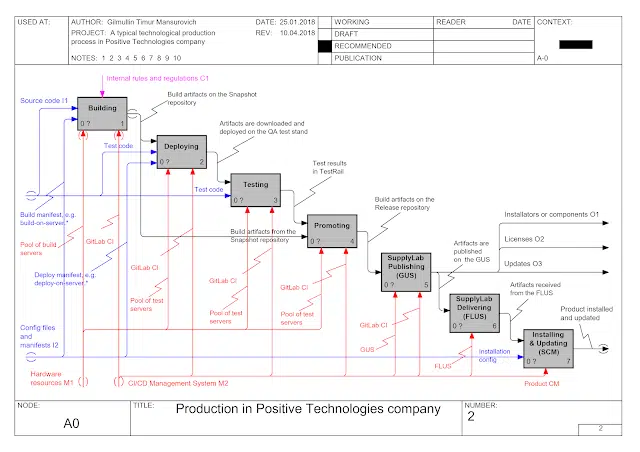 USED AT:
AUTHOR: Gilmullin Timur Mansurovich
DATE: 25.01.2018
PROJECT: A typical technological production
process in Positive Technologies company
REV: 10.04.2018
NOTES: 1 2 3 4 5 6 7 8 9 10
WORKING
DRAFT
RECOMMENDED
PUBLICATION
READER DATE
CONTEXT:
A-0
Internal rules and regulations C1
Source code I1
Build artifacts on the Snapshot
repository
Building
0 ? 1
Artifacts are downloaded and
deployed on the QA test stand
Test code
Deploying
0 ? 2
Test results
in TestRail
Test code
Testing
0 ? 3
Build manifest, e.g.
build-on-server.*
Build artifacts on the
Release repository
Promoting
0 ? 4
Build artifacts from the
Snapshot repository
Installators or components O1
Licenses O2
Updates O3
Pool of build
servers
GitLab CI
Artifacts are
published
on the GUS
SupplyLab
Publishing
(GUS)
0 ? 5
Deploy manifest, e.g.
deploy-on-server.*
GitLab CI
GitLab CI
GitLab CI
Artifacts received
from the FLUS
Pool of test
servers
Pool of test
servers
Pool of test
servers
SupplyLab
Delivering
(FLUS)
0 ? 6
Product installed
and updated
Config files
and
manifests I2
GitLab CI
GUS
FLUS
Installation
config
Installing
& Updating
(SCM)
0 ? 7
Hardware
resources M1
CI/CD Management System M2
Product CM
NODE:
A0
TITLE:
Production in Positive Technologies company
NUMBER:
2
2